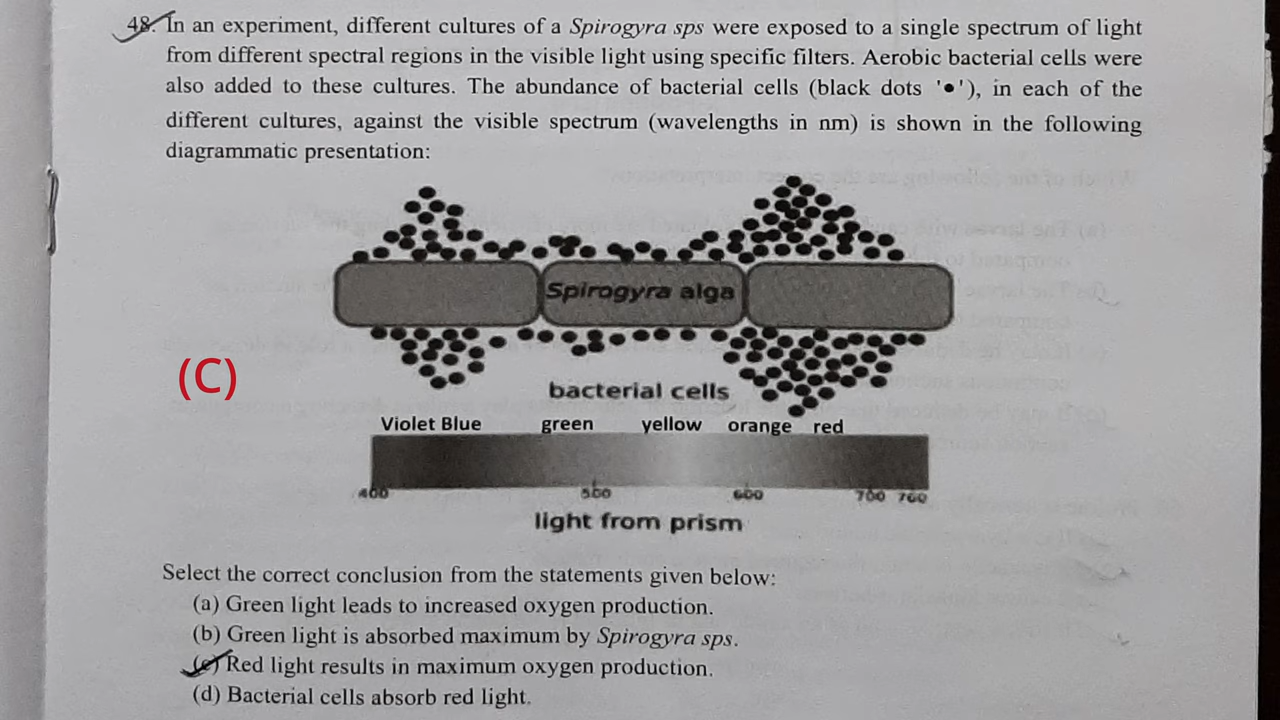 48. In an experiment, different cultures of a Spirogyra sps were exposed to a single spectrum of light
from different spectral regions in the visible light using specific filters. Aerobic bacterial cells were
also added to these cultures. The abundance of bacterial cells (black dots '●'), in each of the
different cultures, against the visible spectrum (wavelengths in nm) is shown in the following
diagrammatic presentation:
Spirogyra alga
(C)
bacterial cells
Violet Blue green yellow orange red
400 500 600 700 760
light from prism
Select the correct conclusion from the statements given below:
(a) Green light leads to increased oxygen production.
(b) Green light is absorbed maximum by Spirogyra sps.
(c) Red light results in maximum oxygen production.
(d) Bacterial cells absorb red light.